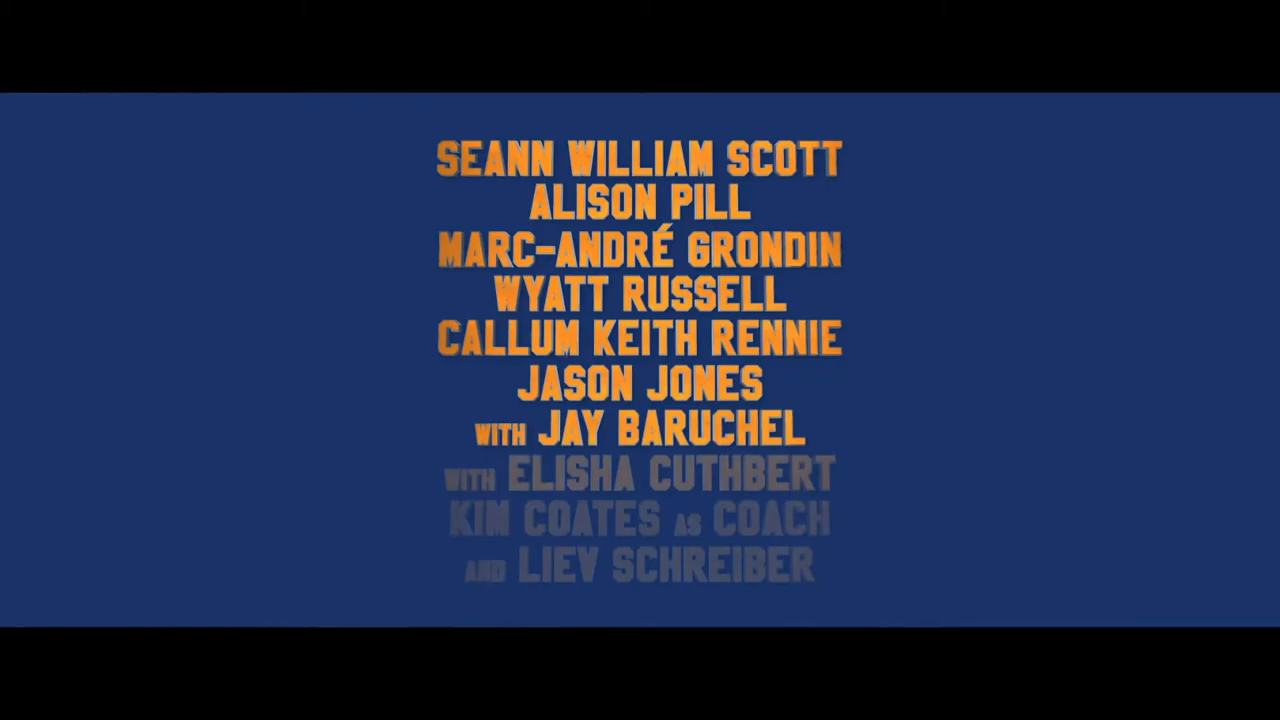 SEANN WILLIAM SCOTT
ALISON PILL
MARC-ANDRÉ GRONDIN
WYATT RUSSELL
CALLUM KEITH RENNIE
JASON JONES
WITH JAY BARUCHEL
WITH ELISHA CUTHBERT
KIM COATES AS COACH
AND LIEV SCHREIBER